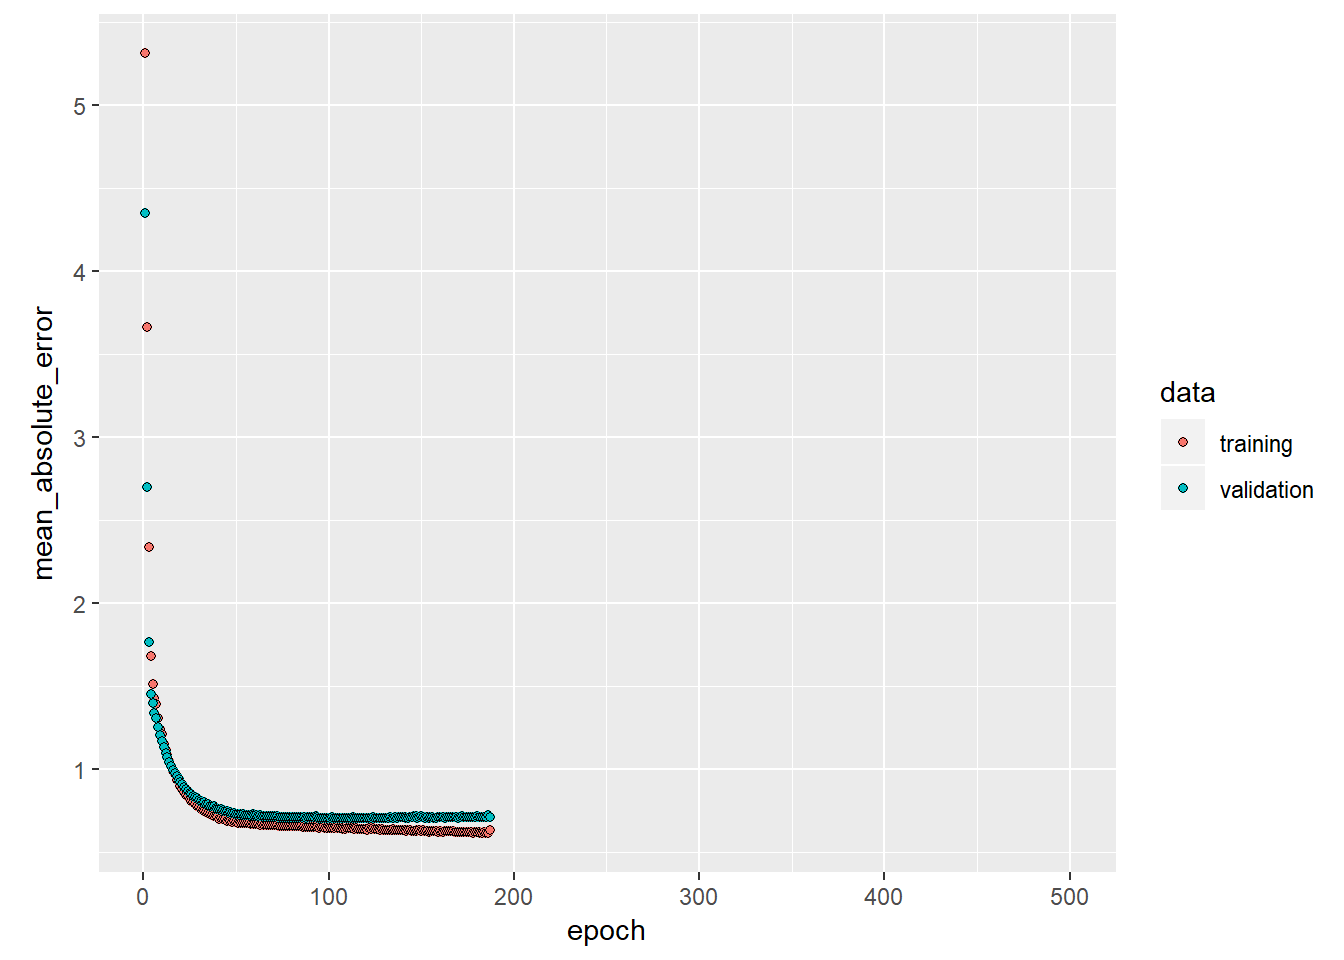 5
4
3
2
1
mean_absolute_error
0 100 200 300 400 500
epoch
data
training
validation